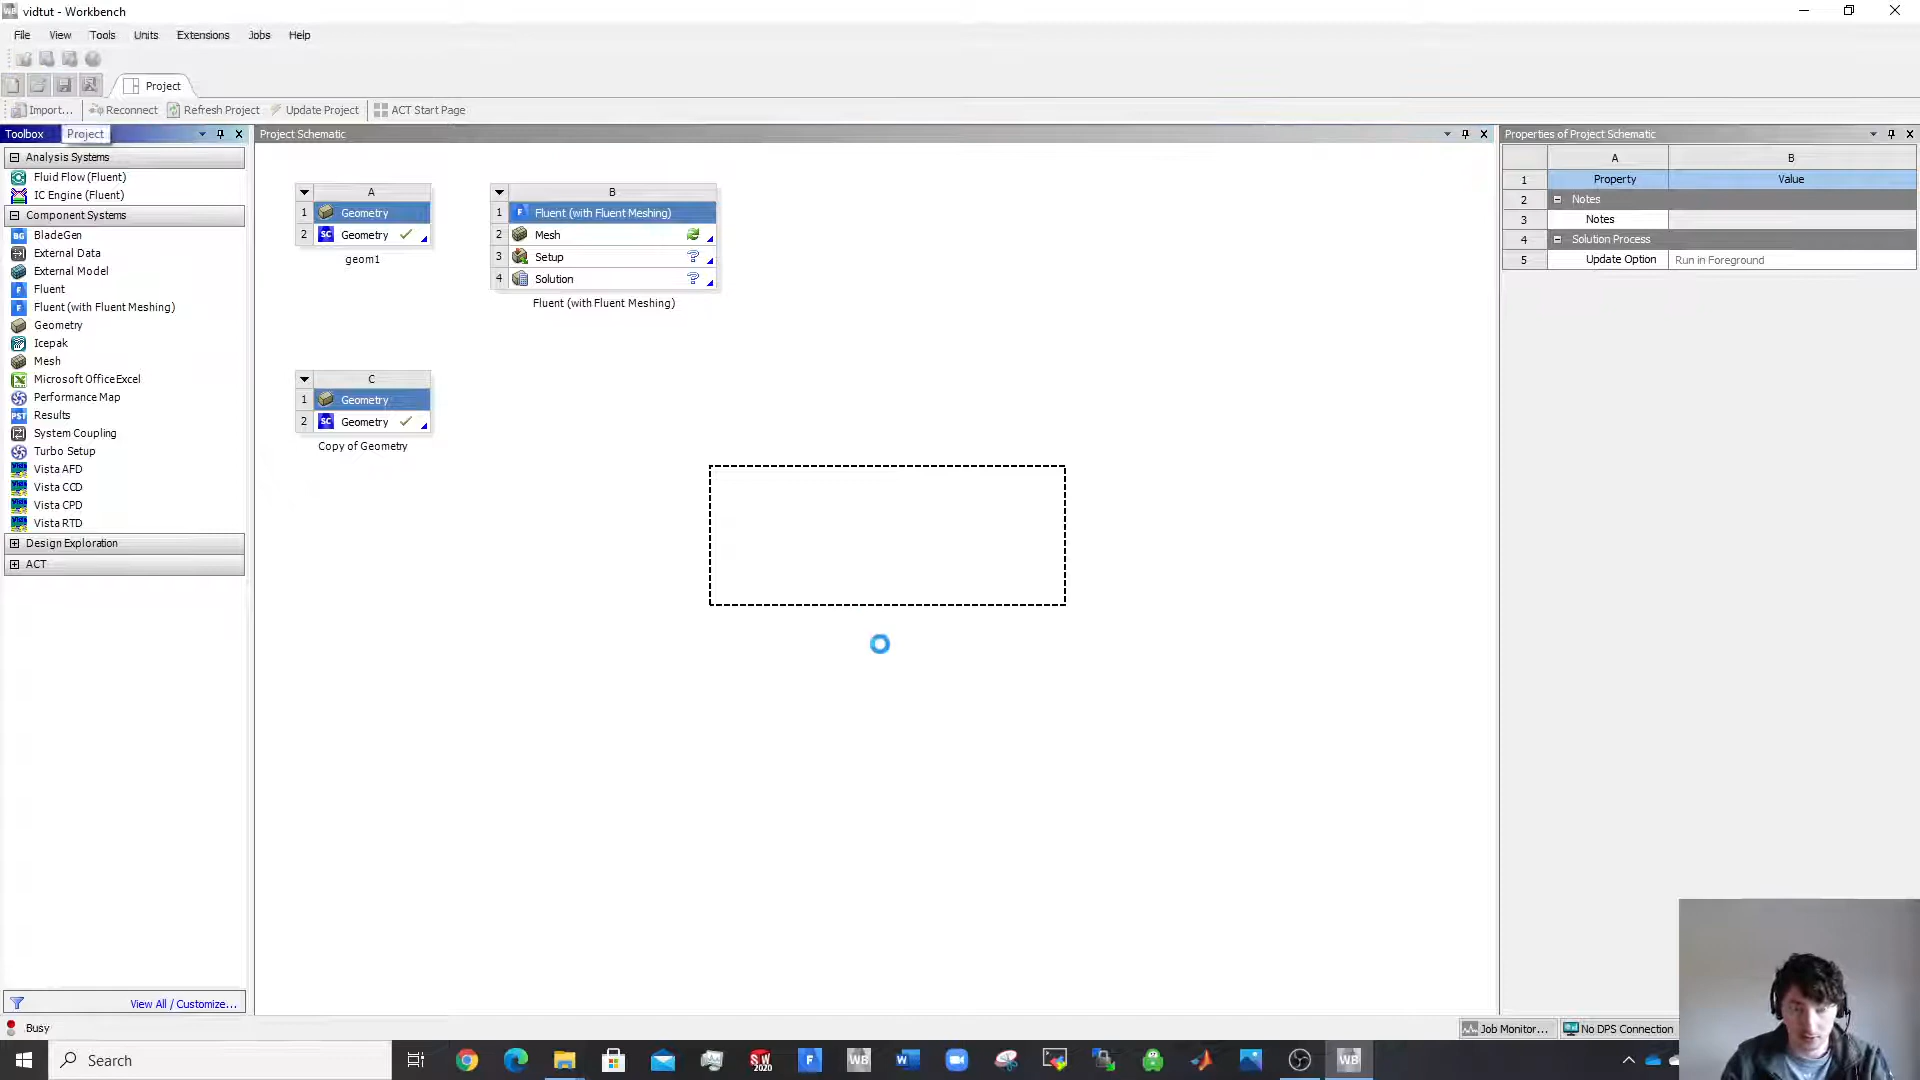 vidtut - Workbench
File View Tools Units Extensions Jobs Help
Project
Import... Reconnect Refresh Project Update Project ACT Start Page
Toolbox Project
Project Schematic
Properties of Project Schematic
Analysis Systems
Fluid Flow (Fluent)
IC Engine (Fluent)
Component Systems
BladeGen
External Data
External Model
Fluent
Fluent (with Fluent Meshing)
Geometry
Icepak
Mesh
Microsoft Office Excel
Performance Map
Results
System Coupling
Turbo Setup
Vista AFD
Vista CCD
Vista CPD
Vista RTD
Design Exploration
ACT
View All / Customize...
A
1 Geometry
2 Geometry
geom1
B
1 Fluent (with Fluent Meshing)
2 Mesh
3 Setup
4 Solution
Fluent (with Fluent Meshing)
C
1 Geometry
2 Geometry
Copy of Geometry
A B
1 Property Value
2 Notes
3 Notes
4 Solution Process
5 Update Option Run in Foreground
Busy
Job Monitor... No DPS Connection
Search